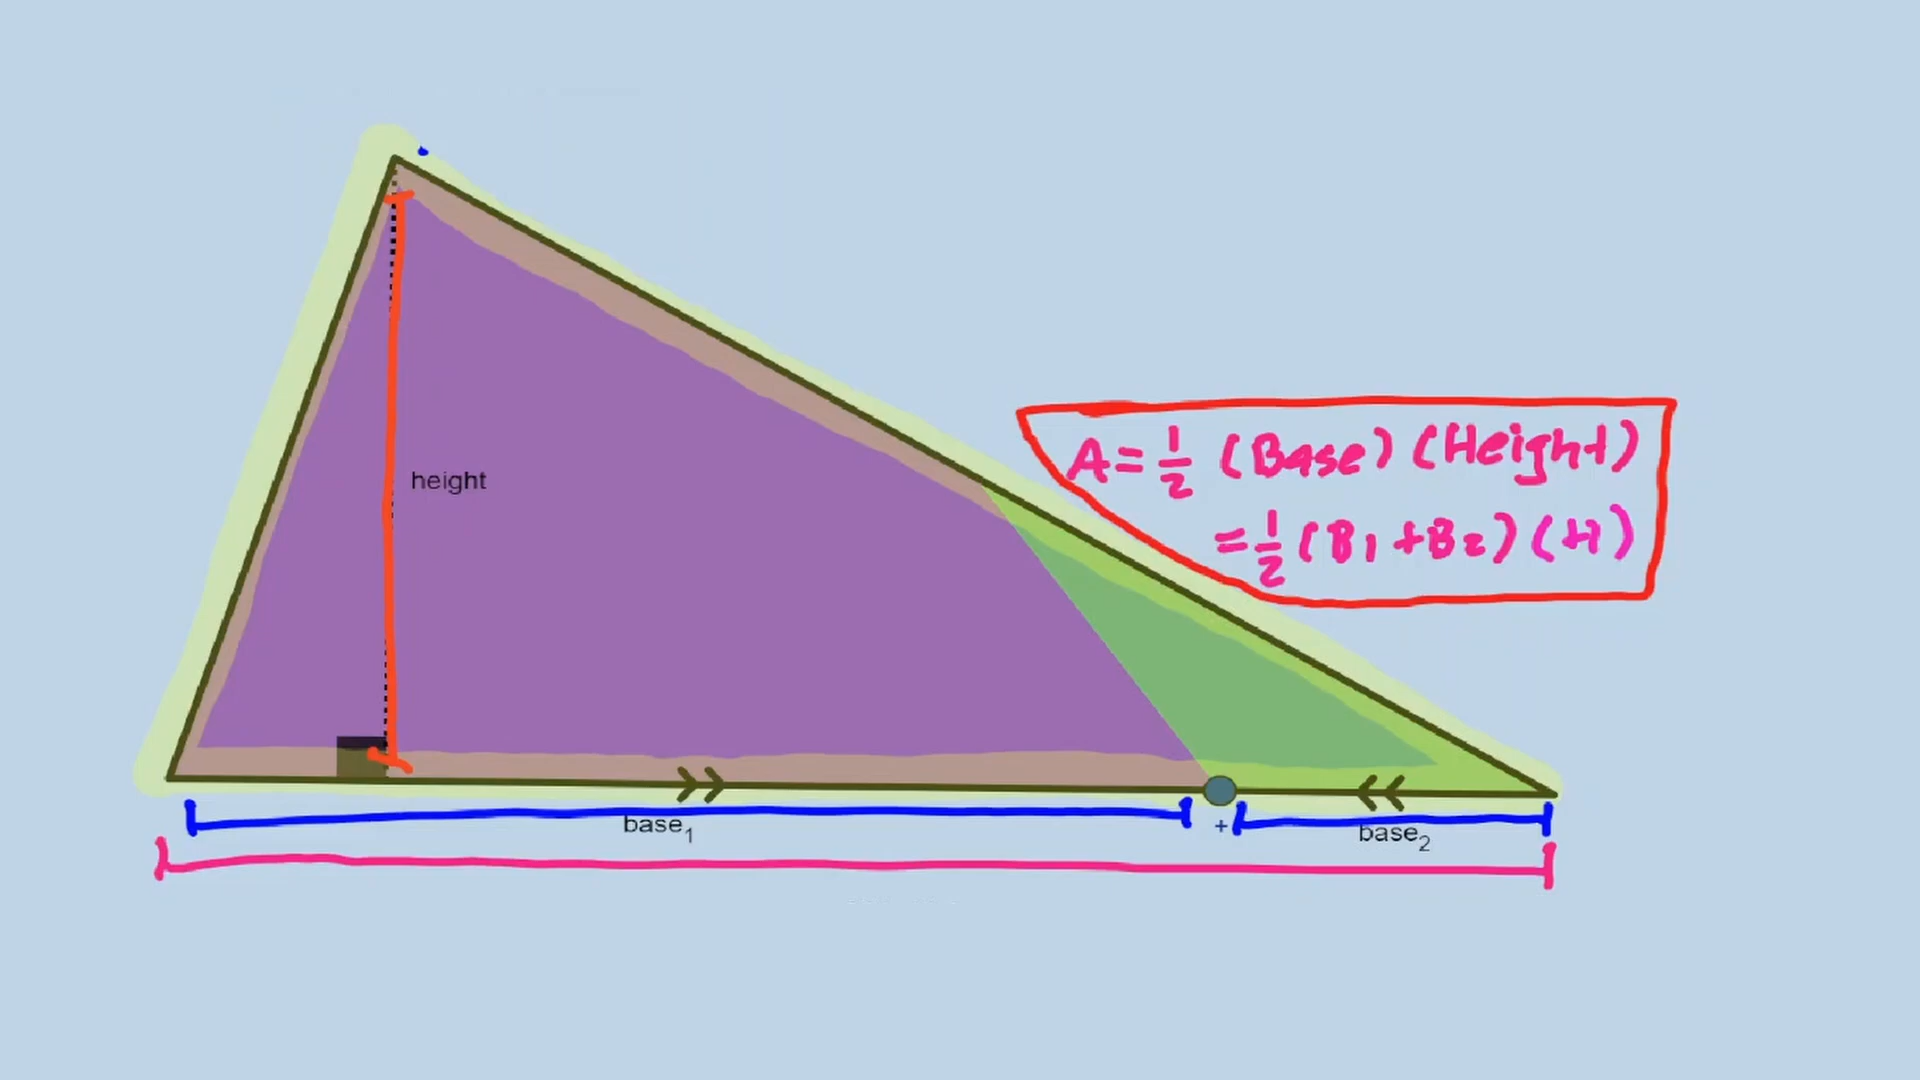 A = 1/2 (Base) (Height)
= 1/2 (B1 + B2) (H)
height
base₁ + base₂